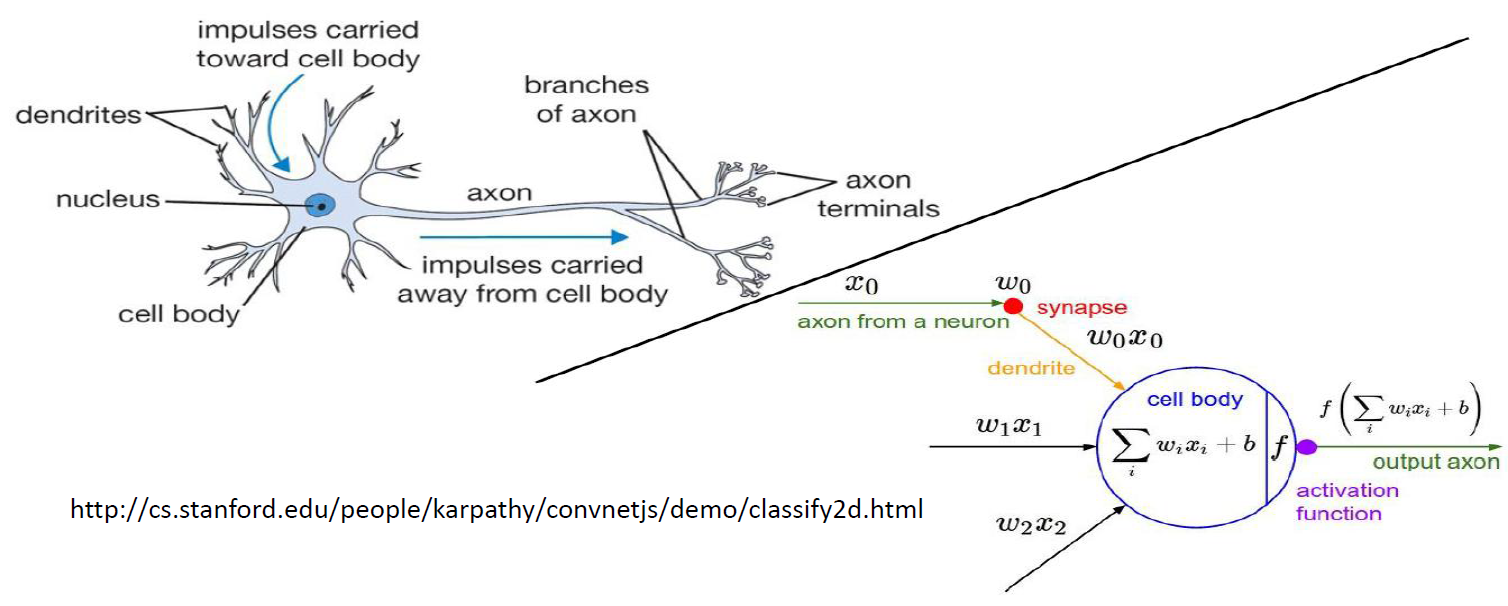 impulses carried
toward cell body
dendrites
branches
of axon
nucleus
axon
axon
terminals
impulses carried
away from cell body
cell body
x₀
w₀
synapse
axon from a neuron
w₀x₀
dendrite
cell body
f(∑ᵢ wᵢxᵢ + b)
w₁x₁
∑ᵢ wᵢxᵢ + b
f
output axon
activation
function
http://cs.stanford.edu/people/karpathy/convnetjs/demo/classify2d.html
w₂x₂